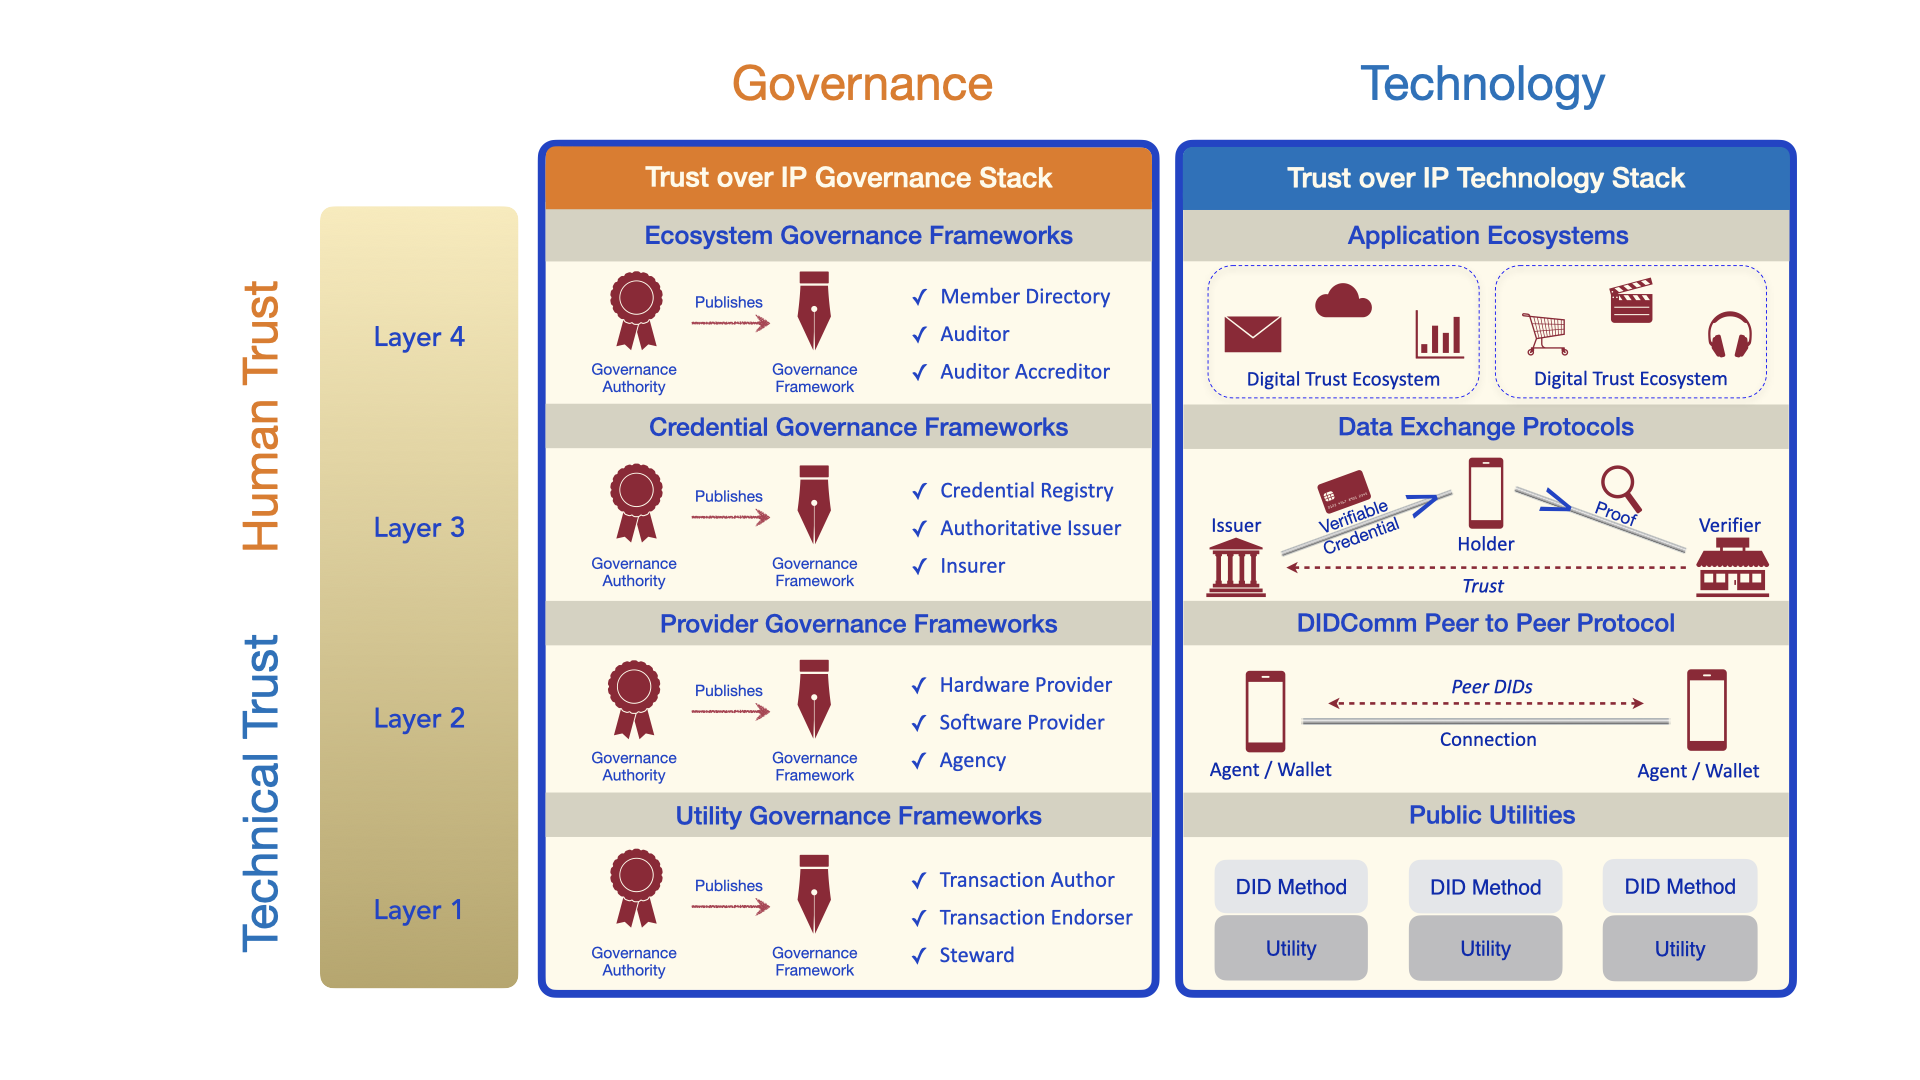 Governance
Technology
Human Trust
Technical Trust
Layer 4
Layer 3
Layer 2
Layer 1
Trust over IP Governance Stack
Ecosystem Governance Frameworks
Governance
Authority
Publishes
Governance
Framework
✓ Member Directory
✓ Auditor
✓ Auditor Accreditor
Credential Governance Frameworks
Governance
Authority
Publishes
Governance
Framework
✓ Credential Registry
✓ Authoritative Issuer
✓ Insurer
Provider Governance Frameworks
Governance
Authority
Publishes
Governance
Framework
✓ Hardware Provider
✓ Software Provider
✓ Agency
Utility Governance Frameworks
Governance
Authority
Publishes
Governance
Framework
✓ Transaction Author
✓ Transaction Endorser
✓ Steward
Trust over IP Technology Stack
Application Ecosystems
Digital Trust Ecosystem
Digital Trust Ecosystem
Data Exchange Protocols
Issuer
Verifiable
Credential
Holder
Proof
Verifier
Trust
DIDComm Peer to Peer Protocol
Peer DIDs
Connection
Agent / Wallet
Agent / Wallet
Public Utilities
DID Method
DID Method
DID Method
Utility
Utility
Utility